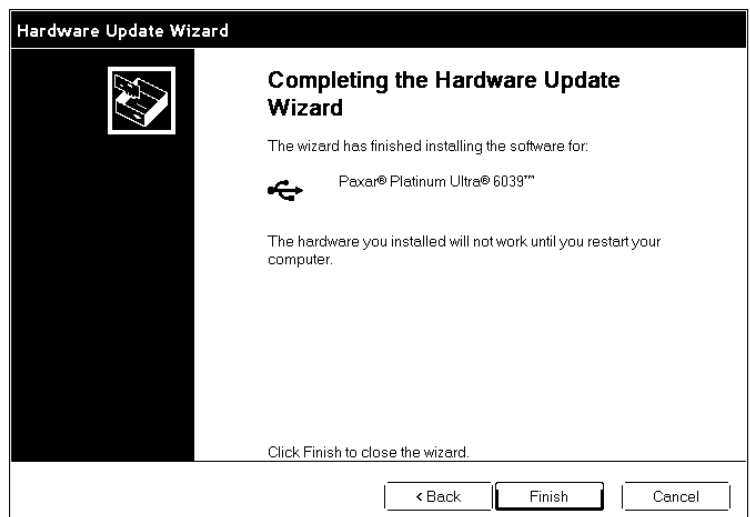 Hardware Update Wizard
Completing the Hardware Update
Wizard
The wizard has finished installing the software for:
Paxar® Platinum Ultra® 6039™
The hardware you installed will not work until you restart your
computer.
Click Finish to close the wizard.
< Back Finish Cancel